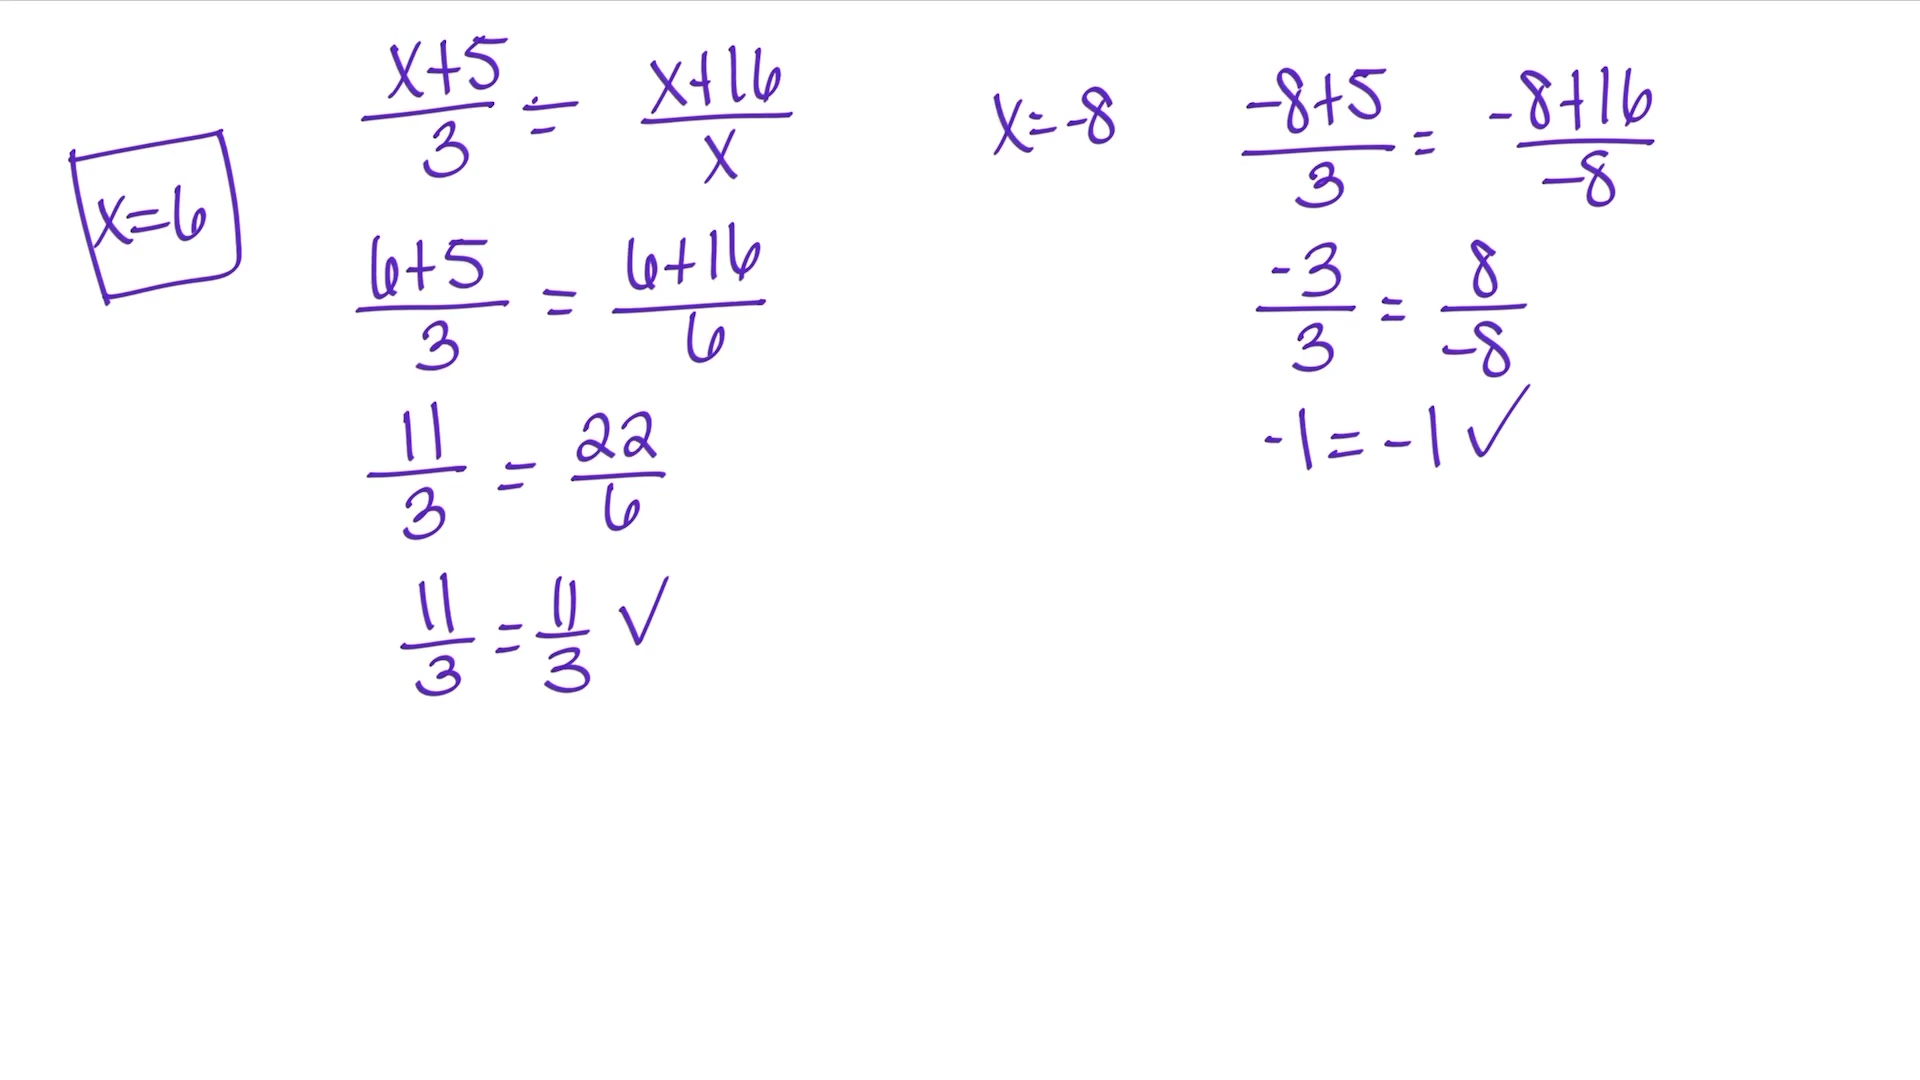 x=6
x+5/3 = x+16/x
6+5/3 = 6+16/6
11/3 = 22/6
11/3 = 11/3 ✓
x=-8
-8+5/3 = -8+16/-8
-3/3 = 8/-8
-1=-1 ✓